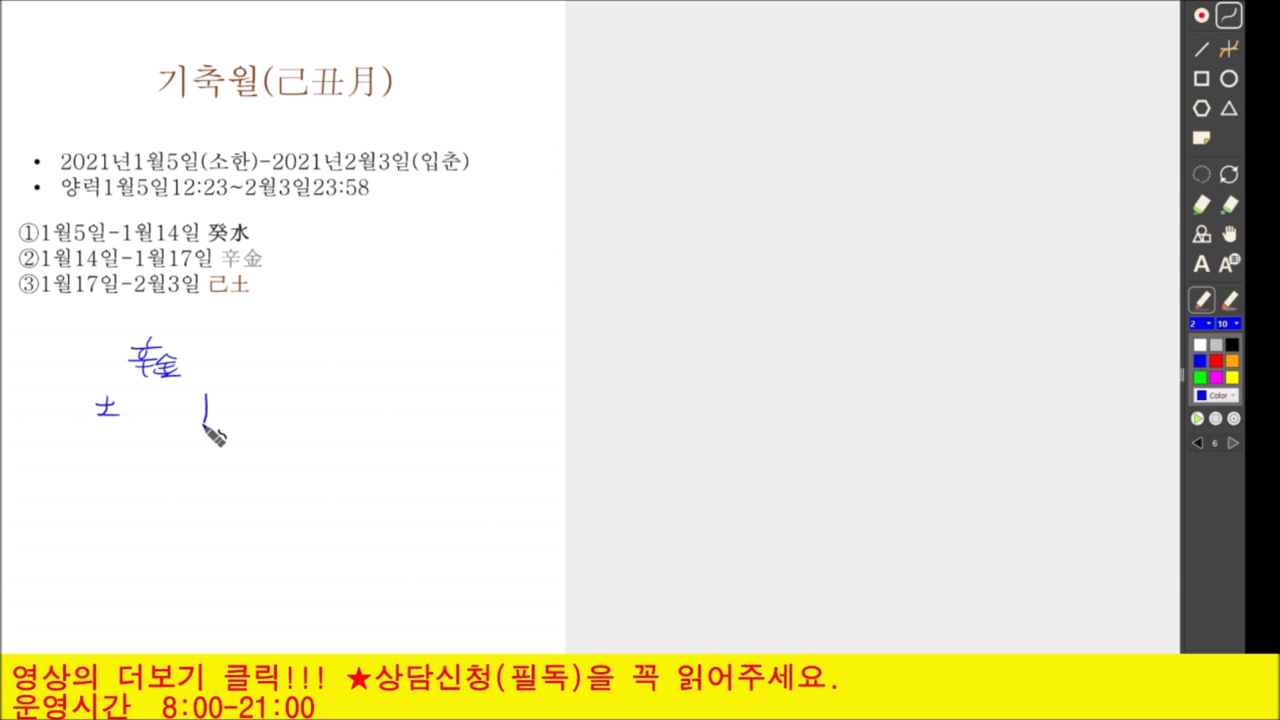 기축월(己丑月)
• 2021년1월5일(소한)-2021년2월3일(입춘)
• 양력1월5일12:23~2월3일23:58
①1월5일-1월14일 癸水
②1월14일-1월17일 辛金
③1월17일-2월3일 己土
辛金
土
2 10
Color
6
영상의 더보기 클릭!!! ★상담신청(필독)을 꼭 읽어주세요.
운영시간 8:00-21:00